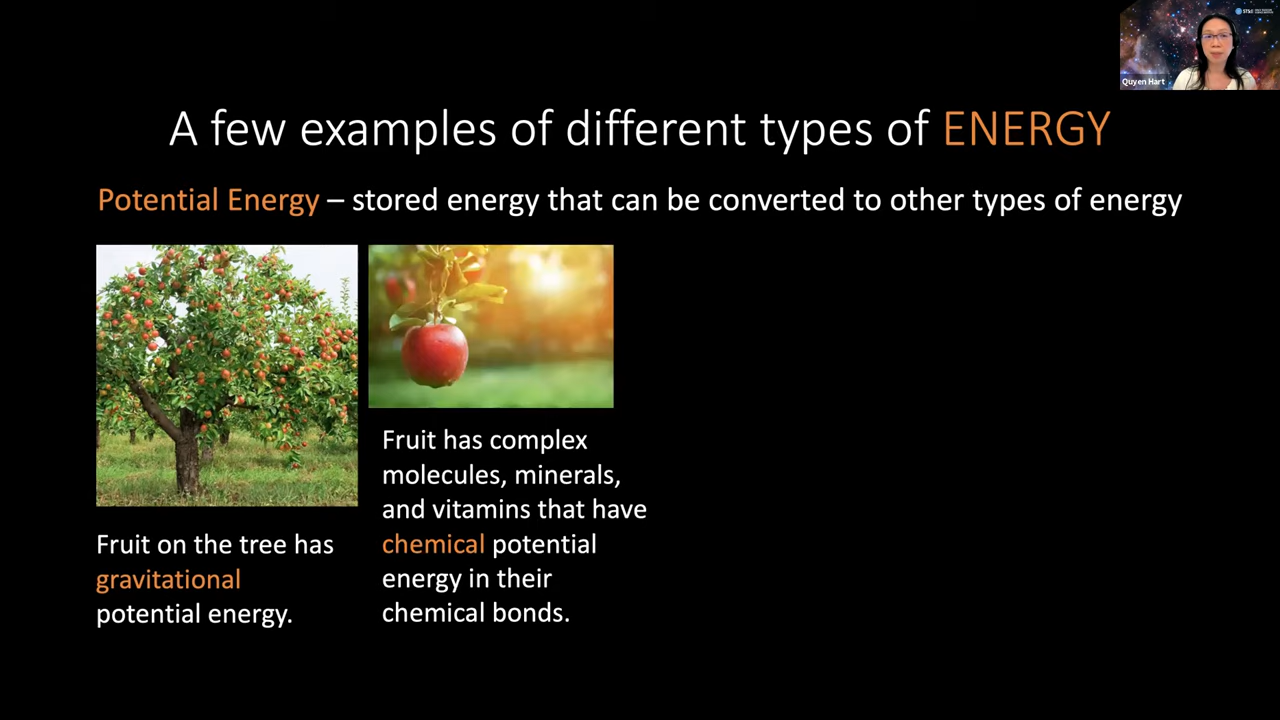 Quyen Hart
A few examples of different types of ENERGY
Potential Energy – stored energy that can be converted to other types of energy
Fruit on the tree has
gravitational
potential energy.
Fruit has complex
molecules, minerals,
and vitamins that have
chemical potential
energy in their
chemical bonds.